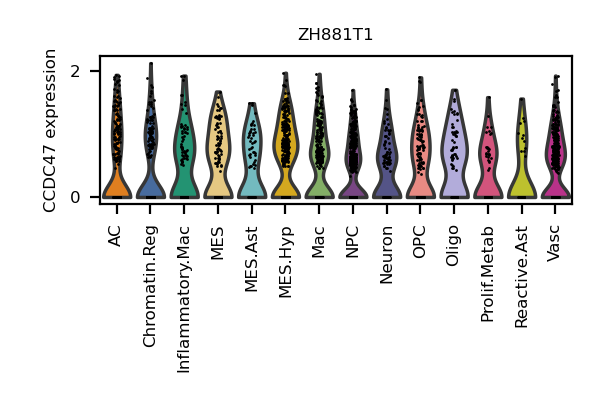 ZH881T1
CCDC47 expression
2
0
AC
Chromatin.Reg
Inflammatory.Mac
MES
MES.Ast
MES.Hyp
Mac
NPC
Neuron
OPC
Oligo
Prolif.Metab
Reactive.Ast
Vasc